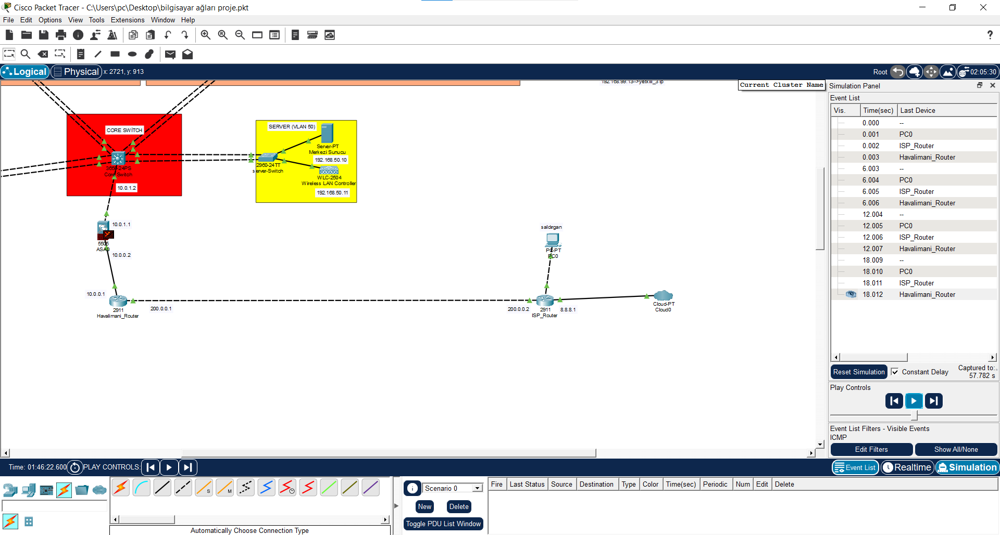 Cisco Packet Tracer - C:\Users\pc\Desktop\bilgisayar ağları proje.pkt
File Edit Options View Tools Extensions Window Help
Logical Physical x: 2721, y: 913
Root 02:05:30
192.168.99.13-->yetkili_3 ip
Current Cluster Name
CORE SWITCH
3650-24PS
Core Switch
10.0.1.2
SERVER (VLAN 50)
Server-PT
Merkezi Sunucu
192.168.50.10
2960-24TT
server-Switch
WLC-2504
Wireless LAN Controller
192.168.50.11
10.0.1.1
5505
ASA0
10.0.0.2
10.0.0.1
2911
Havalimani_Router
200.0.0.1
saldırgan
PC-PT
PC0
200.0.0.2
2911
ISP_Router
8.8.8.1
Cloud-PT
Cloud0
Simulation Panel
Event List
Vis. Time(sec) Last Device
0.000 --
0.001 PC0
0.002 ISP_Router
0.003 Havalimani_Router
6.003 --
6.004 PC0
6.005 ISP_Router
6.006 Havalimani_Router
12.004 --
12.005 PC0
12.006 ISP_Router
12.007 Havalimani_Router
18.009 --
18.010 PC0
18.011 ISP_Router
18.012 Havalimani_Router
Reset Simulation Constant Delay Captured to:
57.782 s
Play Controls
Event List Filters - Visible Events
ICMP
Edit Filters Show All/None
Time: 01:46:22.600 PLAY CONTROLS:
Event List Realtime Simulation
S M
Automatically Choose Connection Type
Scenario 0
New Delete
Toggle PDU List Window
Fire Last Status Source Destination Type Color Time(sec) Periodic Num Edit Delete